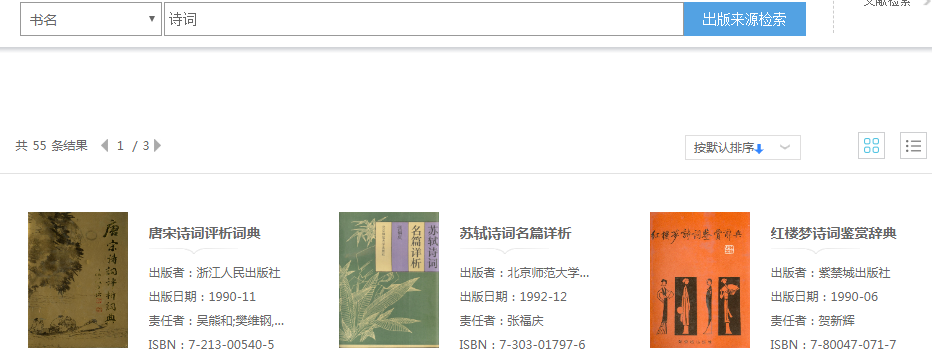 书名
诗词
出版来源检索
文献检索
共 55 条结果 1 / 3
按默认排序
唐宋诗词评析词典
唐宋诗词评析词典
出版者：浙江人民出版社
出版日期：1990-11
责任者：吴熊和;樊维钢,...
ISBN：7-213-00540-5
苏轼诗词
名篇详析
苏轼诗词名篇详析
出版者：北京师范大学...
出版日期：1992-12
责任者：张福庆
ISBN：7-303-01797-6
红楼梦诗词鉴赏辞典
红楼梦诗词鉴赏辞典
出版者：紫禁城出版社
出版日期：1990-06
责任者：贺新辉
ISBN：7-80047-071-7